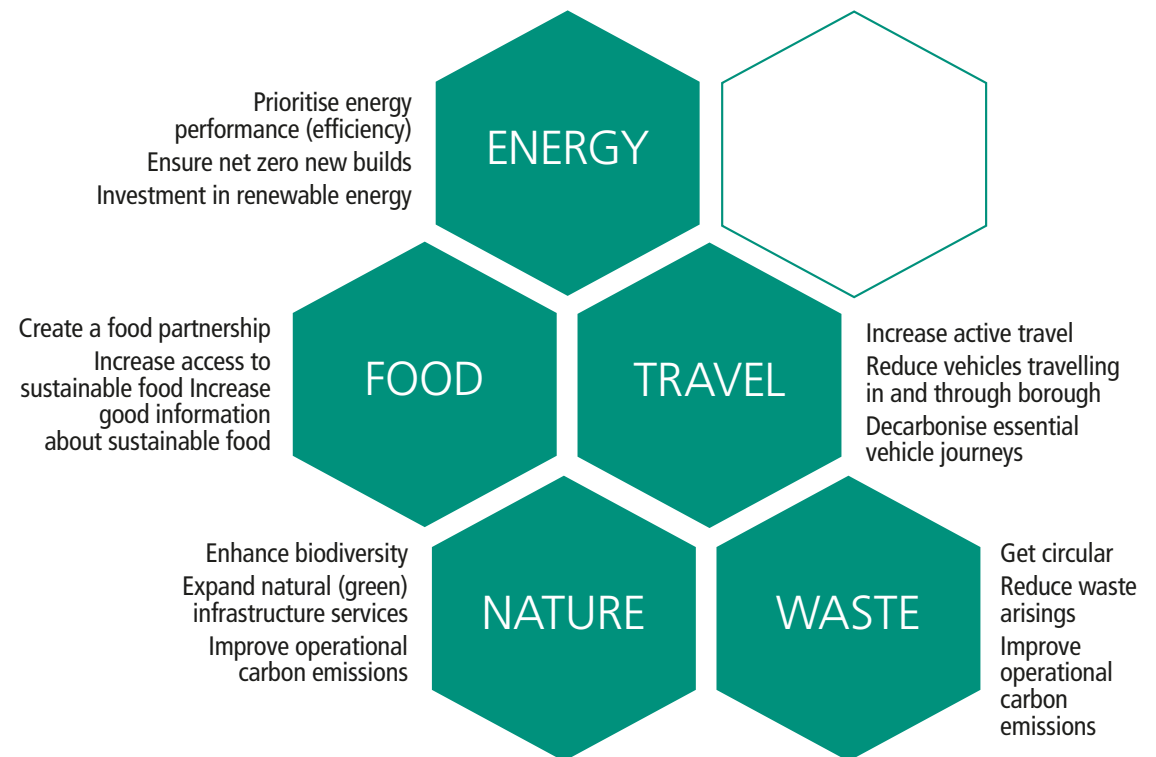 Prioritise energy
performance (efficiency)
Ensure net zero new builds
Investment in renewable energy
ENERGY
Create a food partnership
Increase access to
sustainable food Increase
good information
about sustainable food
FOOD
TRAVEL
Increase active travel
Reduce vehicles travelling
in and through borough
Decarbonise essential
vehicle journeys
Enhance biodiversity
Expand natural (green)
infrastructure services
Improve operational
carbon emissions
NATURE
WASTE
Get circular
Reduce waste
arisings
Improve
operational
carbon
emissions